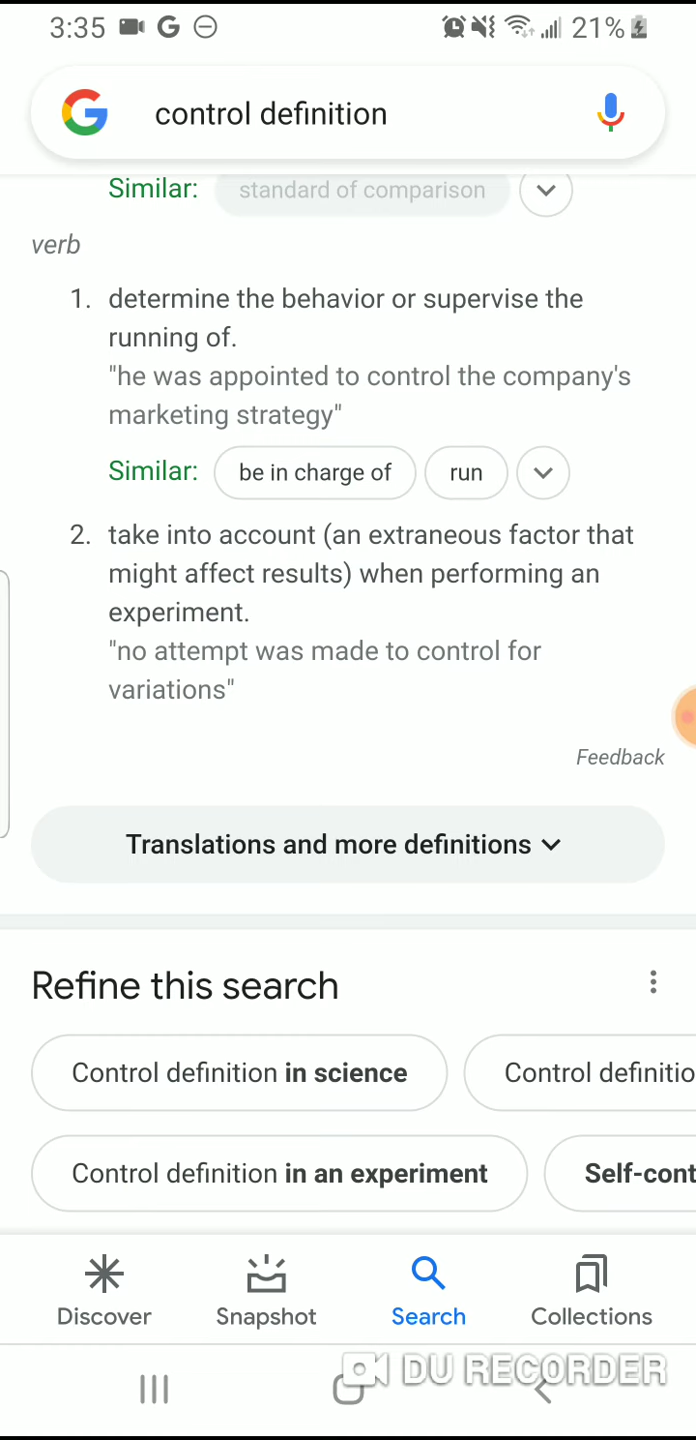 3:35 G 21%
control definition
Similar: standard of comparison
verb
1. determine the behavior or supervise the
running of.
"he was appointed to control the company's
marketing strategy"
Similar: be in charge of run
2. take into account (an extraneous factor that
might affect results) when performing an
experiment.
"no attempt was made to control for
variations"
Feedback
Translations and more definitions
Refine this search
Control definition in science Control definitio
Control definition in an experiment Self-cont
Discover Snapshot Search Collections
DU RECORDER